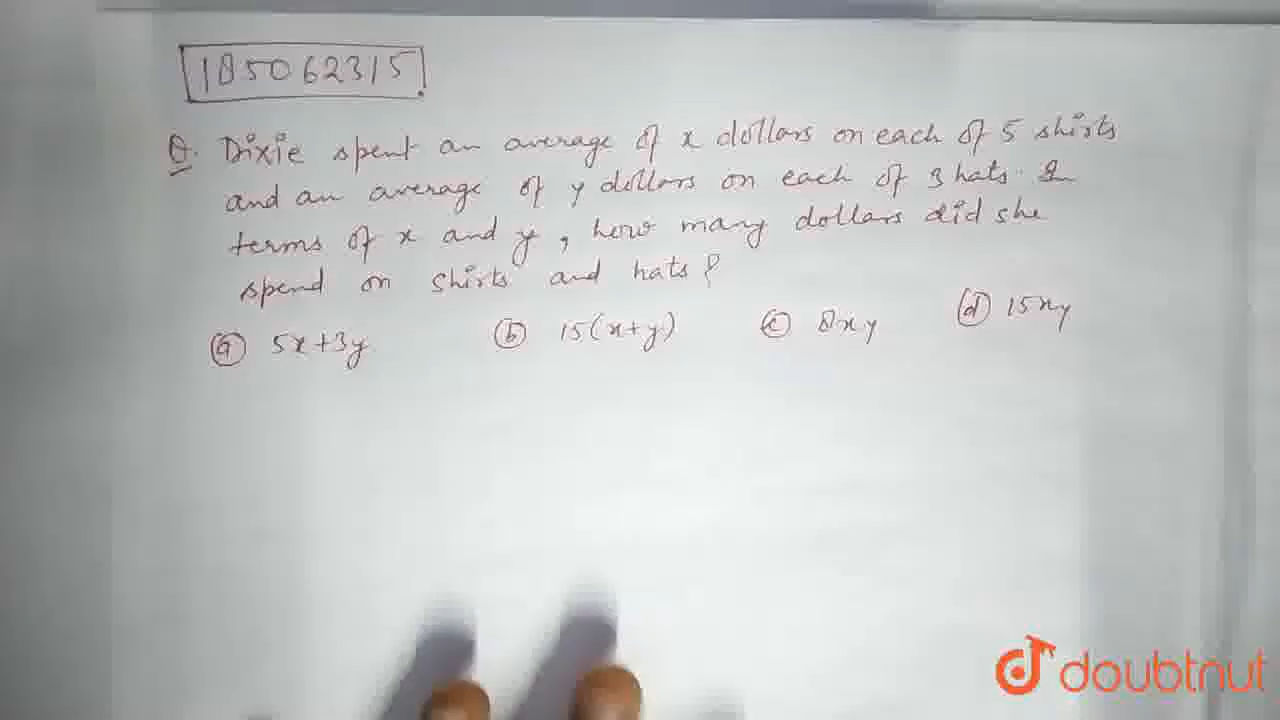 185062315
Q. Dixie spent an average of x dollars on each of 5 shirts
and an average of y dollars on each of 3 hats. In
terms of x and y, how many dollars did she
spend on shirts and hats?
(a) 5x+3y (b) 15(x+y) (c) 8xy (d) 15xy
doubtnut